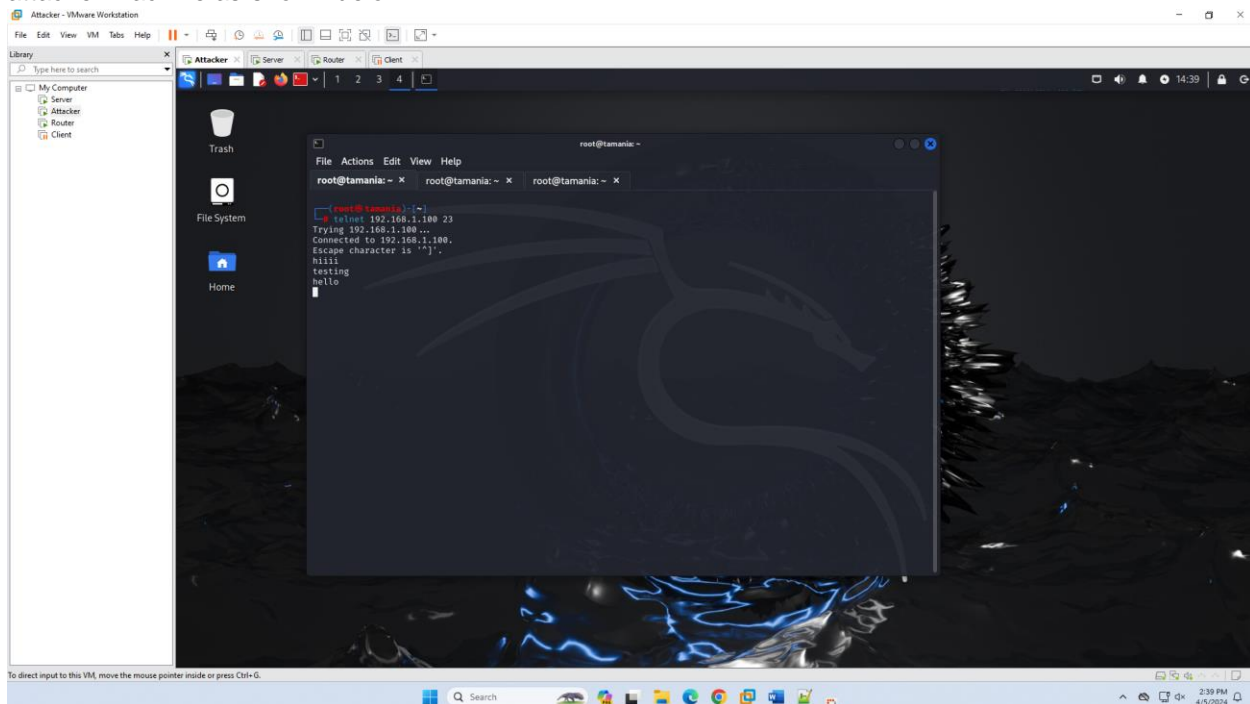 Attacker - VMware Workstation
File Edit View VM Tabs Help
Library
Type here to search
My Computer
Server
Attacker
Router
Client
Attacker Server Router Client
1 2 3 4
14:39
Trash
File System
Home
root@tamania: ~
File Actions Edit View Help
root@tamania: ~ root@tamania: ~ root@tamania: ~
(root@tamania)-[~]
# telnet 192.168.1.100 23
Trying 192.168.1.100...
Connected to 192.168.1.100.
Escape character is '^]'.
hiiii
testing
hello
To direct input to this VM, move the mouse pointer inside or press Ctrl+G.
Search
2:39 PM
4/5/2024